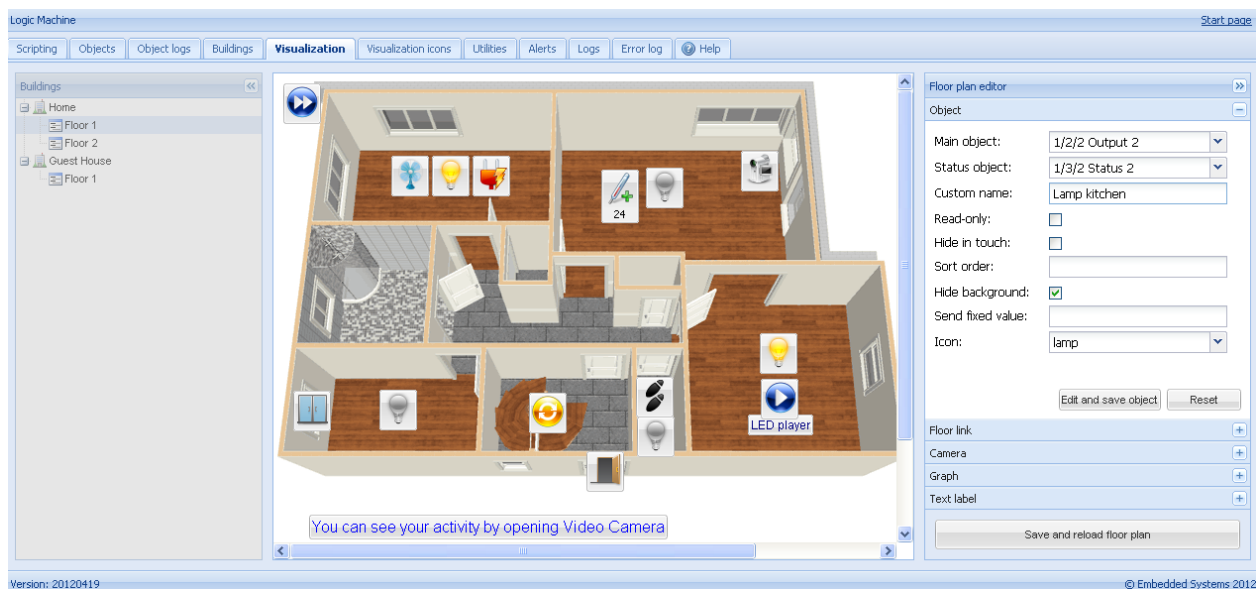 Logic Machine
Start page
Scripting
Objects
Object logs
Buildings
Visualization
Visualization icons
Utilities
Alerts
Logs
Error log
Help
Buildings
Home
Floor 1
Floor 2
Guest House
Floor 1
24
LED player
You can see your activity by opening Video Camera
Floor plan editor
Object
Main object: 1/2/2 Output 2
Status object: 1/3/2 Status 2
Custom name: Lamp kitchen
Read-only:
Hide in touch:
Sort order:
Hide background:
Send fixed value:
Icon: lamp
Edit and save object Reset
Floor link
Camera
Graph
Text label
Save and reload floor plan
Version: 20120419
© Embedded Systems 2012